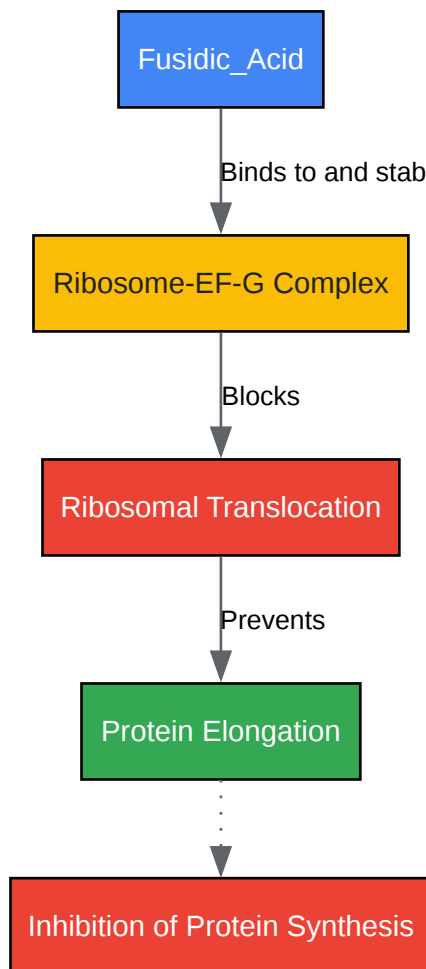 Fusidic_Acid
Binds to and stab
Ribosome-EF-G Complex
Blocks
Ribosomal Translocation
Prevents
Protein Elongation
Inhibition of Protein Synthesis